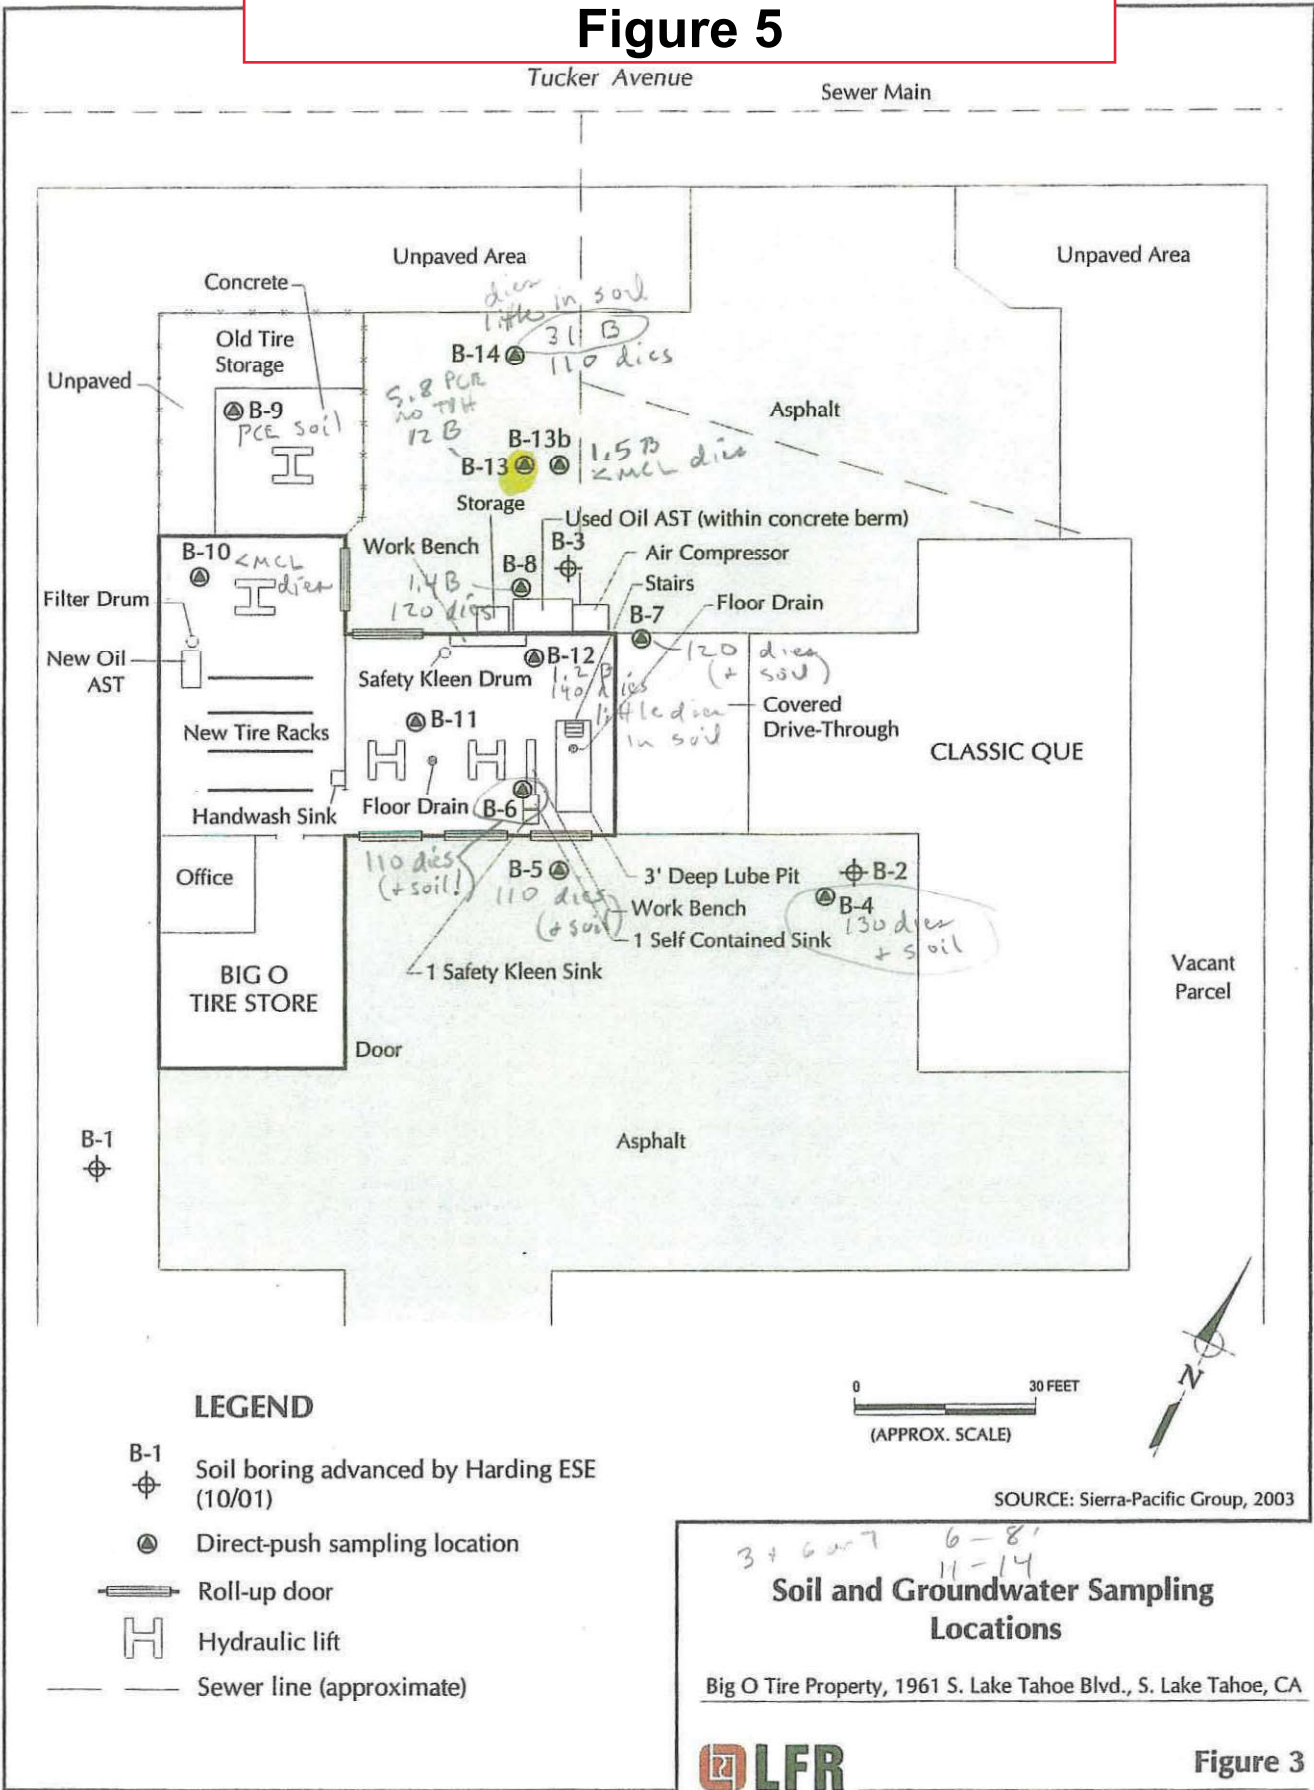 Figure 5
Tucker Avenue
Sewer Main
Unpaved Area
Unpaved Area
Concrete
dies
little in soil
31 B
Old Tire
Storage
B-14
110 dies
Unpaved
5.8 PCE
no TPH
12 B
B-9
PCE soil
Asphalt
B-13b
1.5 B
<MCL dies
B-13
Storage
Used Oil AST (within concrete berm)
B-10
<MCL
dies
Work Bench
B-3
Air Compressor
B-8
1.4 B
120 dies
Stairs
Floor Drain
Filter Drum
B-7
120 dies
(+ soil)
New Oil
AST
Safety Kleen Drum
B-12
1.2 B
140 dies
little dies
in soil
Covered
Drive-Through
B-11
New Tire Racks
CLASSIC QUE
Handwash Sink
Floor Drain
B-6
110 dies
(+ soil!)
Office
B-5
110 dies
(+ soil)
3' Deep Lube Pit
B-2
Work Bench
B-4
130 dies
+ soil
1 Self Contained Sink
1 Safety Kleen Sink
BIG O
TIRE STORE
Vacant
Parcel
Door
B-1
Asphalt
N
LEGEND
0 30 FEET
(APPROX. SCALE)
B-1
Soil boring advanced by Harding ESE
(10/01)
SOURCE: Sierra-Pacific Group, 2003
Direct-push sampling location
Roll-up door
Hydraulic lift
Sewer line (approximate)
3 + 6 or 7
6-8'
11-14
Soil and Groundwater Sampling
Locations
Big O Tire Property, 1961 S. Lake Tahoe Blvd., S. Lake Tahoe, CA
LFR
Figure 3